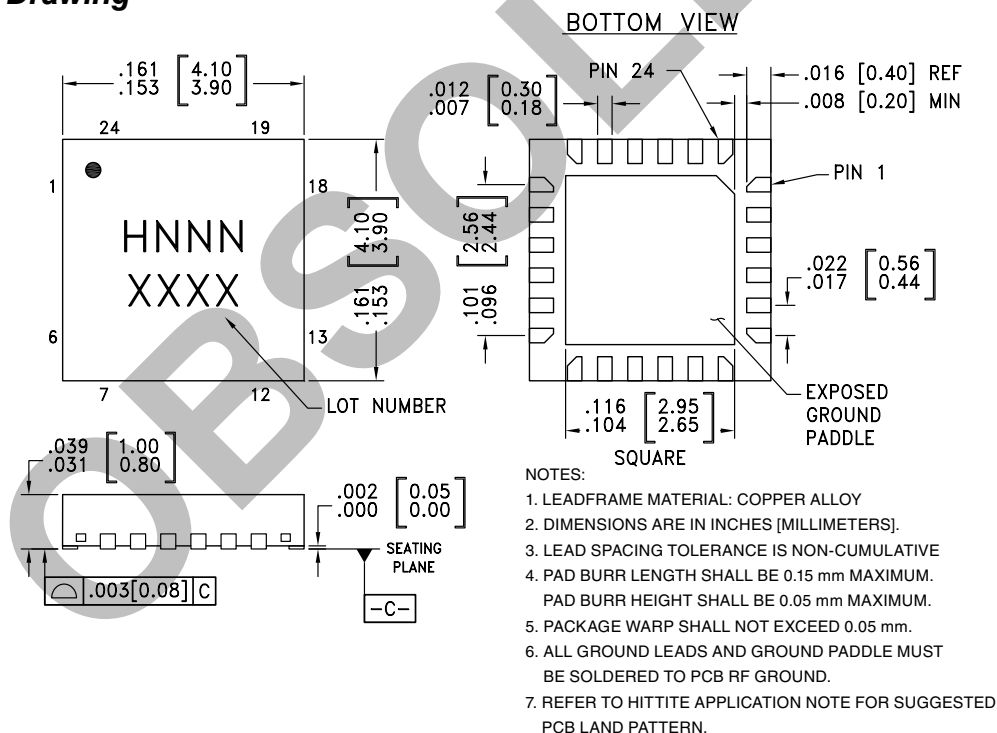 Drawing
BOTTOM VIEW
.161 [4.10]
.153 [3.90]
24 19
1
18
HNNN
XXXX
6
13
7 12
LOT NUMBER
4.10
3.90
.161
.153
.012 [0.30]
.007 [0.18]
PIN 24
.016 [0.40] REF
.008 [0.20] MIN
PIN 1
2.56
2.44
.101
.096
.022 [0.56]
.017 [0.44]
.116 [2.95]
.104 [2.65]
SQUARE
EXPOSED
GROUND
PADDLE
.039 [1.00]
.031 [0.80]
.002 [0.05]
.000 [0.00]
SEATING
PLANE
.003[0.08] C
-C-
NOTES:
1. LEADFRAME MATERIAL: COPPER ALLOY
2. DIMENSIONS ARE IN INCHES [MILLIMETERS].
3. LEAD SPACING TOLERANCE IS NON-CUMULATIVE
4. PAD BURR LENGTH SHALL BE 0.15 mm MAXIMUM.
PAD BURR HEIGHT SHALL BE 0.05 mm MAXIMUM.
5. PACKAGE WARP SHALL NOT EXCEED 0.05 mm.
6. ALL GROUND LEADS AND GROUND PADDLE MUST
BE SOLDERED TO PCB RF GROUND.
7. REFER TO HITTITE APPLICATION NOTE FOR SUGGESTED
PCB LAND PATTERN.
OBSOL